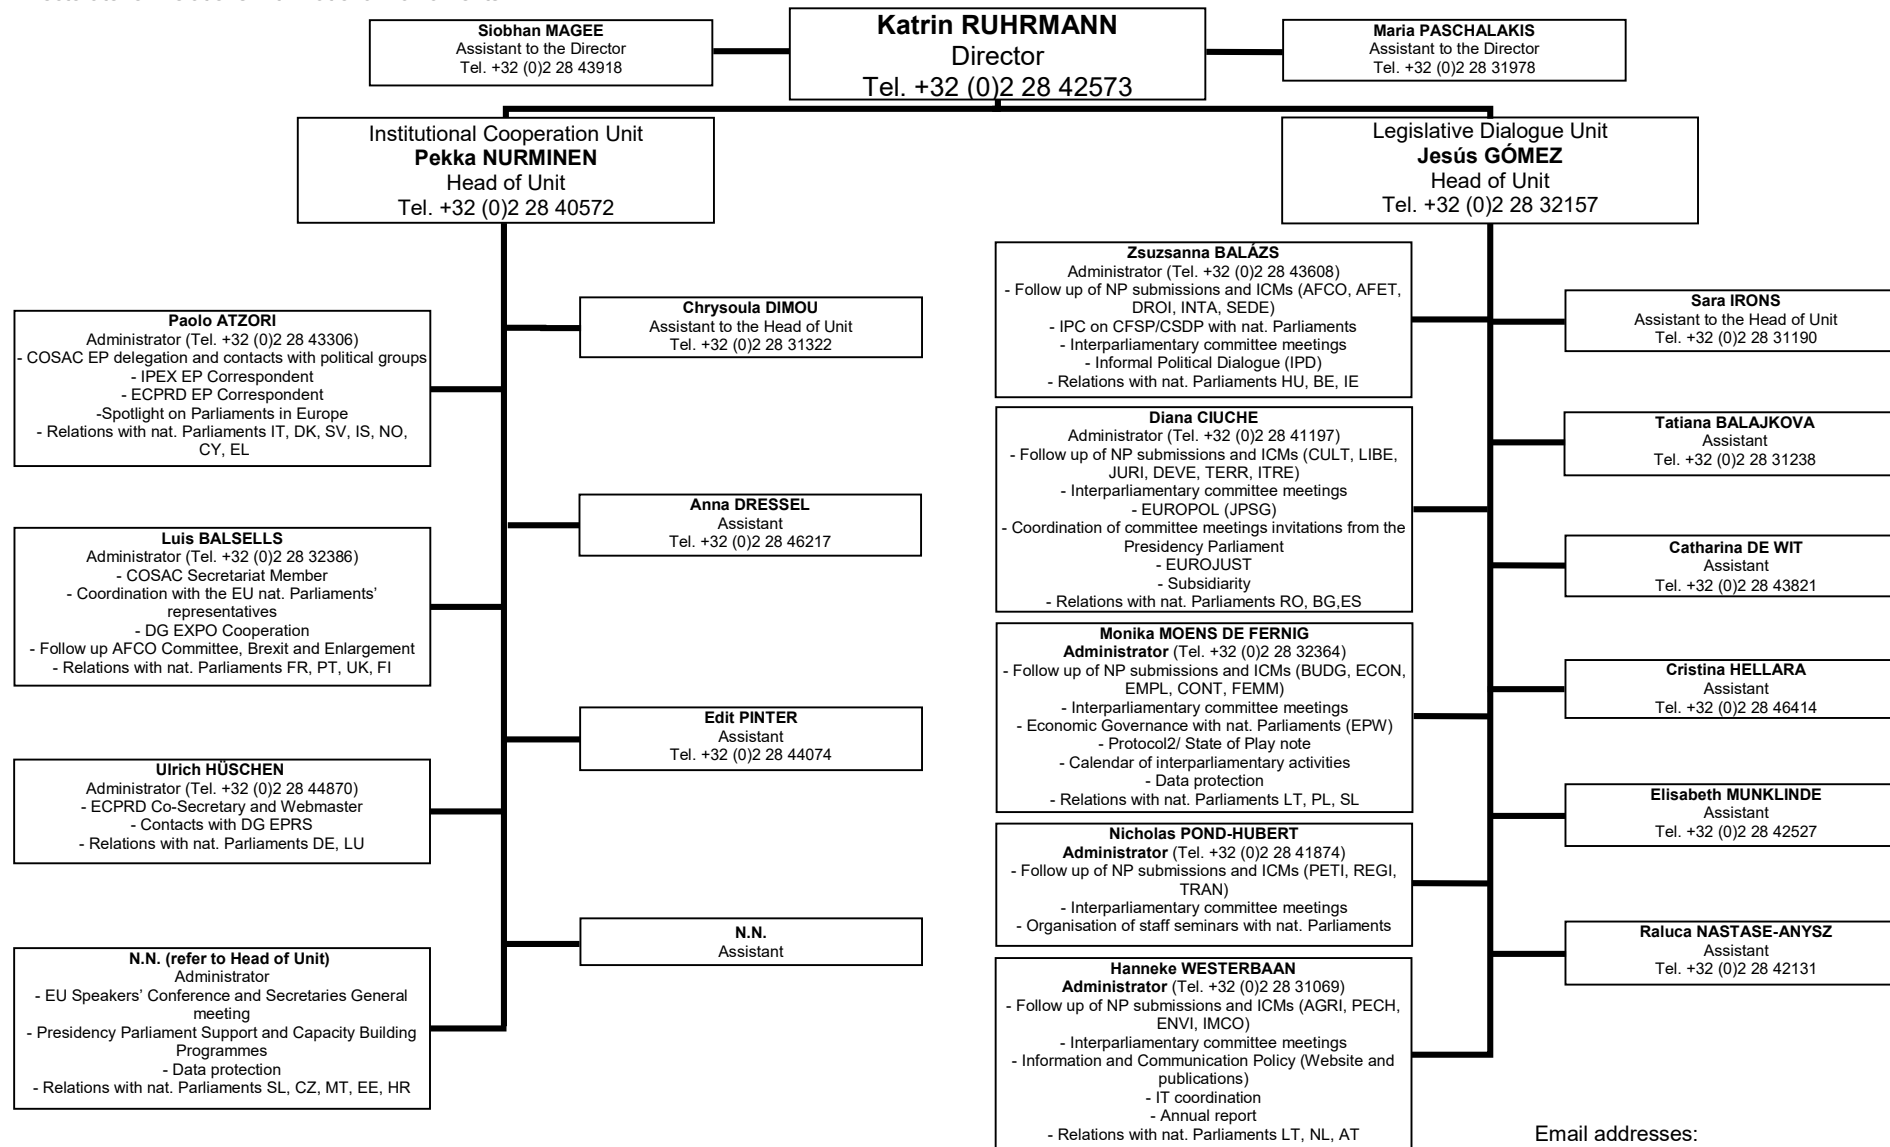 Siobhan MAGEE
Assistant to the Director
Tel. +32 (0)2 28 43918
Katrin RUHRMANN
Director
Tel. +32 (0)2 28 42573
Maria PASCHALAKIS
Assistant to the Director
Tel. +32 (0)2 28 31978
Institutional Cooperation Unit
Pekka NURMINEN
Head of Unit
Tel. +32 (0)2 28 40572
Legislative Dialogue Unit
Jesús GÓMEZ
Head of Unit
Tel. +32 (0)2 28 32157
Paolo ATZORI
Administrator (Tel. +32 (0)2 28 43306)
- COSAC EP delegation and contacts with political groups
- IPEX EP Correspondent
- ECPRD EP Correspondent
-Spotlight on Parliaments in Europe
- Relations with nat. Parliaments IT, DK, SV, IS, NO,
CY, EL
Luis BALSELLS
Administrator (Tel. +32 (0)2 28 32386)
- COSAC Secretariat Member
- Coordination with the EU nat. Parliaments’
representatives
- DG EXPO Cooperation
- Follow up AFCO Committee, Brexit and Enlargement
- Relations with nat. Parliaments FR, PT, UK, FI
Ulrich HÜSCHEN
Administrator (Tel. +32 (0)2 28 44870)
- ECPRD Co-Secretary and Webmaster
- Contacts with DG EPRS
- Relations with nat. Parliaments DE, LU
N.N. (refer to Head of Unit)
Administrator
- EU Speakers’ Conference and Secretaries General
meeting
- Presidency Parliament Support and Capacity Building
Programmes
- Data protection
- Relations with nat. Parliaments SL, CZ, MT, EE, HR
Chrysoula DIMOU
Assistant to the Head of Unit
Tel. +32 (0)2 28 31322
Anna DRESSEL
Assistant
Tel. +32 (0)2 28 46217
Edit PINTER
Assistant
Tel. +32 (0)2 28 44074
N.N.
Assistant
Zsuzsanna BALÁZS
Administrator (Tel. +32 (0)2 28 43608)
- Follow up of NP submissions and ICMs (AFCO, AFET,
DROI, INTA, SEDE)
- IPC on CFSP/CSDP with nat. Parliaments
- Interparliamentary committee meetings
- Informal Political Dialogue (IPD)
- Relations with nat. Parliaments HU, BE, IE
Diana CIUCHE
Administrator (Tel. +32 (0)2 28 41197)
- Follow up of NP submissions and ICMs (CULT, LIBE,
JURI, DEVE, TERR, ITRE)
- Interparliamentary committee meetings
- EUROPOL (JPSG)
- Coordination of committee meetings invitations from the
Presidency Parliament
- EUROJUST
- Subsidiarity
- Relations with nat. Parliaments RO, BG,ES
Monika MOENS DE FERNIG
Administrator (Tel. +32 (0)2 28 32364)
- Follow up of NP submissions and ICMs (BUDG, ECON,
EMPL, CONT, FEMM)
- Interparliamentary committee meetings
- Economic Governance with nat. Parliaments (EPW)
- Protocol2/ State of Play note
- Calendar of interparliamentary activities
- Data protection
- Relations with nat. Parliaments LT, PL, SL
Nicholas POND-HUBERT
Administrator (Tel. +32 (0)2 28 41874)
- Follow up of NP submissions and ICMs (PETI, REGI,
TRAN)
- Interparliamentary committee meetings
- Organisation of staff seminars with nat. Parliaments
Hanneke WESTERBAAN
Administrator (Tel. +32 (0)2 28 31069)
- Follow up of NP submissions and ICMs (AGRI, PECH,
ENVI, IMCO)
- Interparliamentary committee meetings
- Information and Communication Policy (Website and
publications)
- IT coordination
- Annual report
- Relations with nat. Parliaments LT, NL, AT
Sara IRONS
Assistant to the Head of Unit
Tel. +32 (0)2 28 31190
Tatiana BALAJKOVA
Assistant
Tel. +32 (0)2 28 31238
Catharina DE WIT
Assistant
Tel. +32 (0)2 28 43821
Cristina HELLARA
Assistant
Tel. +32 (0)2 28 46414
Elisabeth MUNKLINDE
Assistant
Tel. +32 (0)2 28 42527
Raluca NASTASE-ANYSZ
Assistant
Tel. +32 (0)2 28 42131
Email addresses: